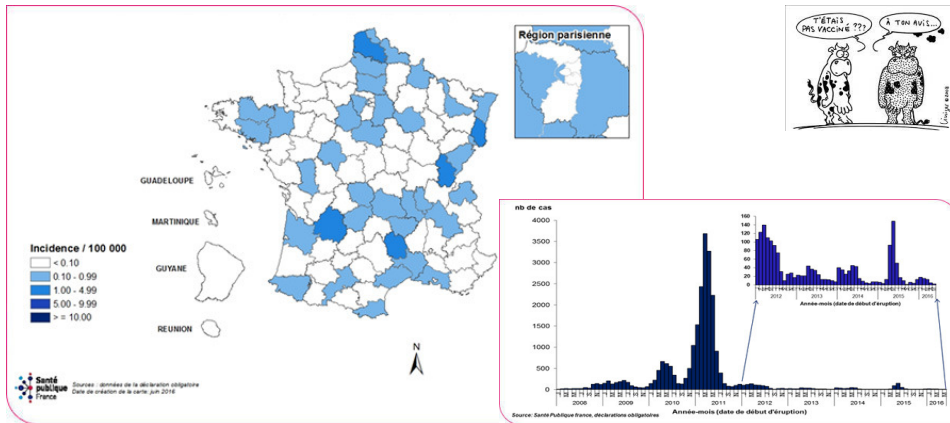 Région parisienne
GUADELOUPE
MARTINIQUE
GUYANE
REUNION
Incidence / 100 000
< 0.10
0.10 - 0.99
1.00 - 4.99
5.00 - 9.99
> = 10.00
N
Santé
publique
France
Sources : données de la déclaration obligatoire
Date de création de la carte, juin 2016
T'ÉTAIS
PAS VACCINÉ ???
À TON AVIS...
nb de cas
4000
3500
3000
2500
2000
1500
1000
500
0
2008 2009 2010 2011 2012 2013 2014 2015 2016
Année-mois (date de début d'éruption)
Source: Santé Publique france, déclarations obligatoires
160
140
120
100
80
60
40
20
0
2012 2013 2014 2015 2016
Année-mois (date de début d'éruption)